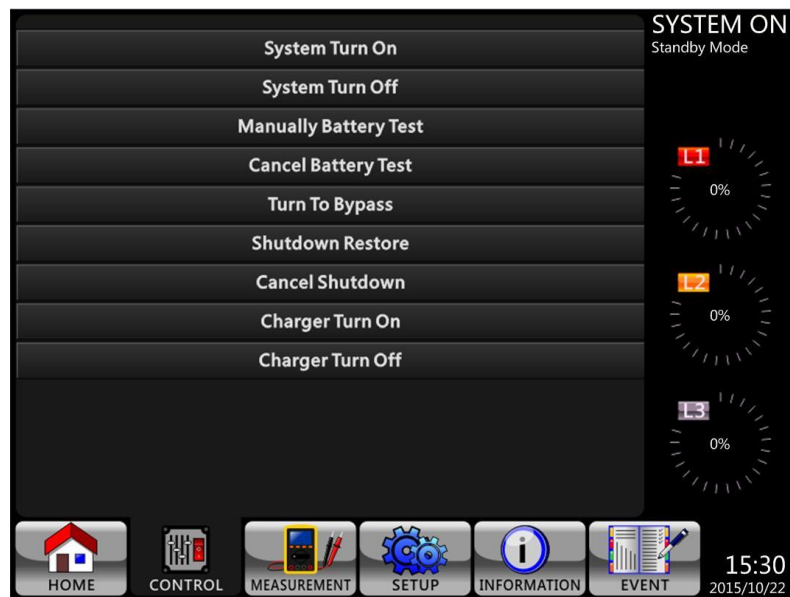 SYSTEM ON
Standby Mode
System Turn On
System Turn Off
Manually Battery Test
Cancel Battery Test
Turn To Bypass
Shutdown Restore
Cancel Shutdown
Charger Turn On
Charger Turn Off
L1
0%
L2
0%
L3
0%
HOME
CONTROL
MEASUREMENT
SETUP
INFORMATION
EVENT
15:30
2015/10/22